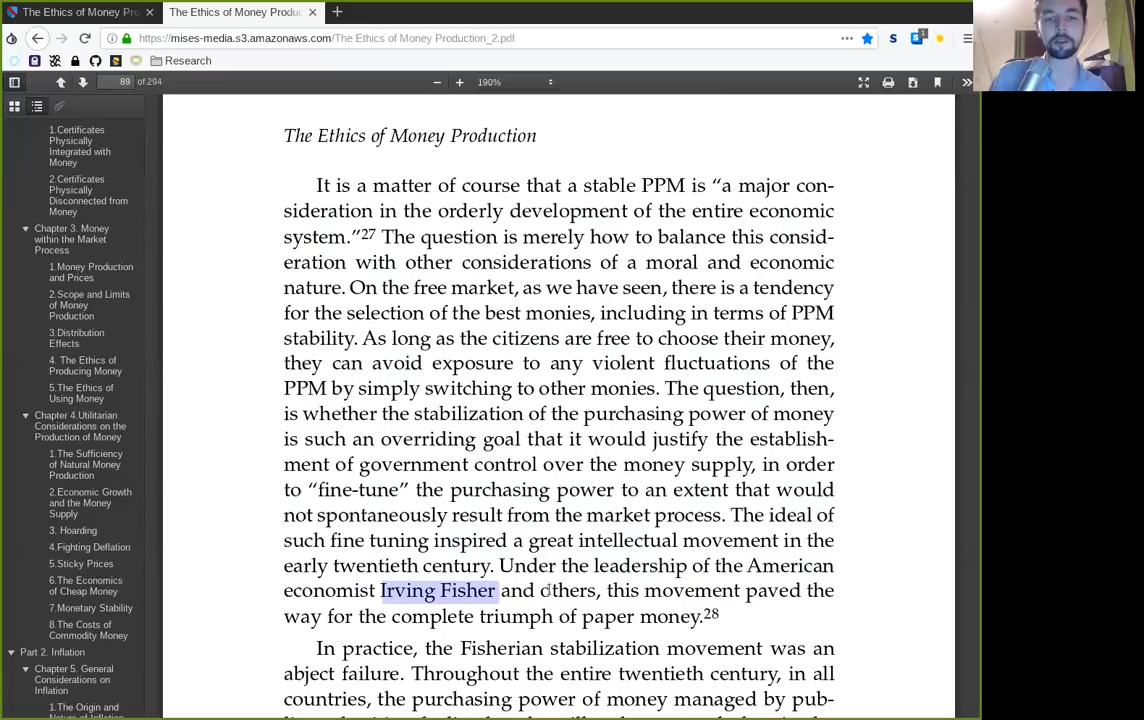 The Ethics of Money Produc
The Ethics of Money Produc
https://mises-media.s3.amazonaws.com/The Ethics of Money Production_2.pdf
S
S
1
Research
89 of 294
190%
1.Certificates
Physically
Integrated with
Money
2.Certificates
Physically
Disconnected from
Money
Chapter 3. Money
within the Market
Process
1.Money Production
and Prices
2.Scope and Limits
of Money
Production
3.Distribution
Effects
4. The Ethics of
Producing Money
5.The Ethics of
Using Money
Chapter 4.Utilitarian
Considerations on the
Production of Money
1.The Sufficiency
of Natural Money
Production
2.Economic Growth
and the Money
Supply
3. Hoarding
4.Fighting Deflation
5.Sticky Prices
6.The Economics
of Cheap Money
7.Monetary Stability
8.The Costs of
Commodity Money
Part 2. Inflation
Chapter 5. General
Considerations on
Inflation
1.The Origin and
Nature of Inflation
The Ethics of Money Production
It is a matter of course that a stable PPM is “a major con-
sideration in the orderly development of the entire economic
system.”27 The question is merely how to balance this consid-
eration with other considerations of a moral and economic
nature. On the free market, as we have seen, there is a tendency
for the selection of the best monies, including in terms of PPM
stability. As long as the citizens are free to choose their money,
they can avoid exposure to any violent fluctuations of the
PPM by simply switching to other monies. The question, then,
is whether the stabilization of the purchasing power of money
is such an overriding goal that it would justify the establish-
ment of government control over the money supply, in order
to “fine-tune” the purchasing power to an extent that would
not spontaneously result from the market process. The ideal of
such fine tuning inspired a great intellectual movement in the
early twentieth century. Under the leadership of the American
economist Irving Fisher and others, this movement paved the
way for the complete triumph of paper money.28
In practice, the Fisherian stabilization movement was an
abject failure. Throughout the entire twentieth century, in all
countries, the purchasing power of money managed by pub-